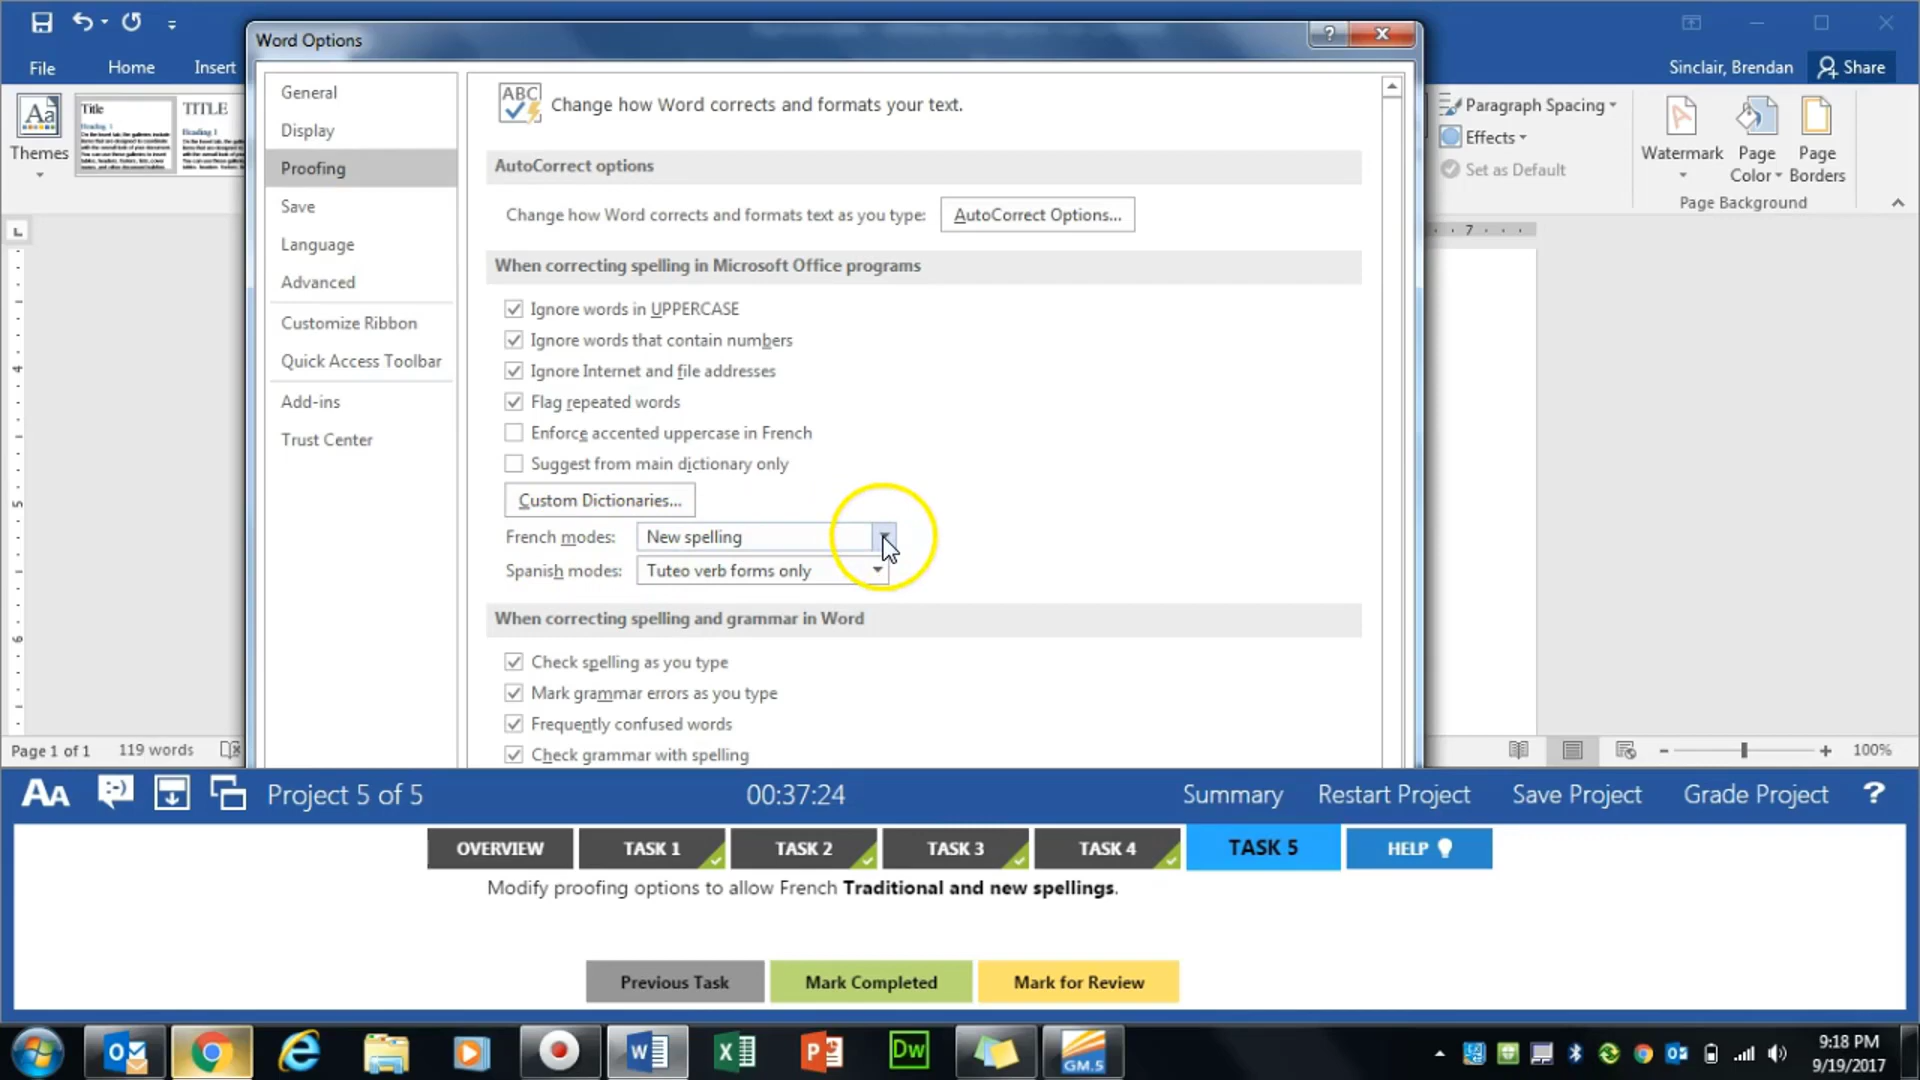 Word Options
File
Home
Insert
Sinclair, Brendan
Share
Themes
Title
Heading 1
TITLE
Heading 1
Paragraph Spacing
Effects
Set as Default
Watermark
Page Color
Page Borders
Page Background
General
Display
Proofing
Save
Language
Advanced
Customize Ribbon
Quick Access Toolbar
Add-ins
Trust Center
ABC
Change how Word corrects and formats your text.
AutoCorrect options
Change how Word corrects and formats text as you type:
AutoCorrect Options...
When correcting spelling in Microsoft Office programs
Ignore words in UPPERCASE
Ignore words that contain numbers
Ignore Internet and file addresses
Flag repeated words
Enforce accented uppercase in French
Suggest from main dictionary only
Custom Dictionaries...
French modes: New spelling
Spanish modes: Tuteo verb forms only
When correcting spelling and grammar in Word
Check spelling as you type
Mark grammar errors as you type
Frequently confused words
Check grammar with spelling
7
4
5
6
Page 1 of 1 119 words
100%
AA
Project 5 of 5
00:37:24
Summary
Restart Project
Save Project
Grade Project
?
OVERVIEW
TASK 1
TASK 2
TASK 3
TASK 4
TASK 5
HELP
Modify proofing options to allow French Traditional and new spellings.
Previous Task
Mark Completed
Mark for Review
Dw
GM.5
9:18 PM
9/19/2017